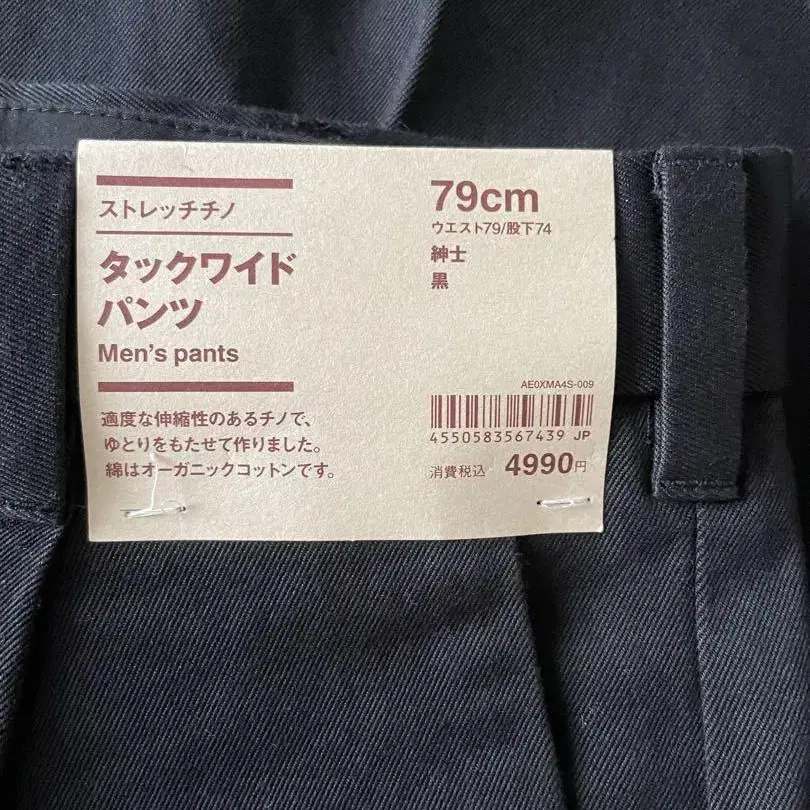 ストレッチチノ
タックワイド
パンツ
Men's pants
適度な伸縮性のあるチノで、
ゆとりをもたせて作りました。
綿はオーガニックコットンです。
79cm
ウエスト79/股下74
紳士
黒
AE0XMA4S-009
4550583567439 JP
消費税込 4990円